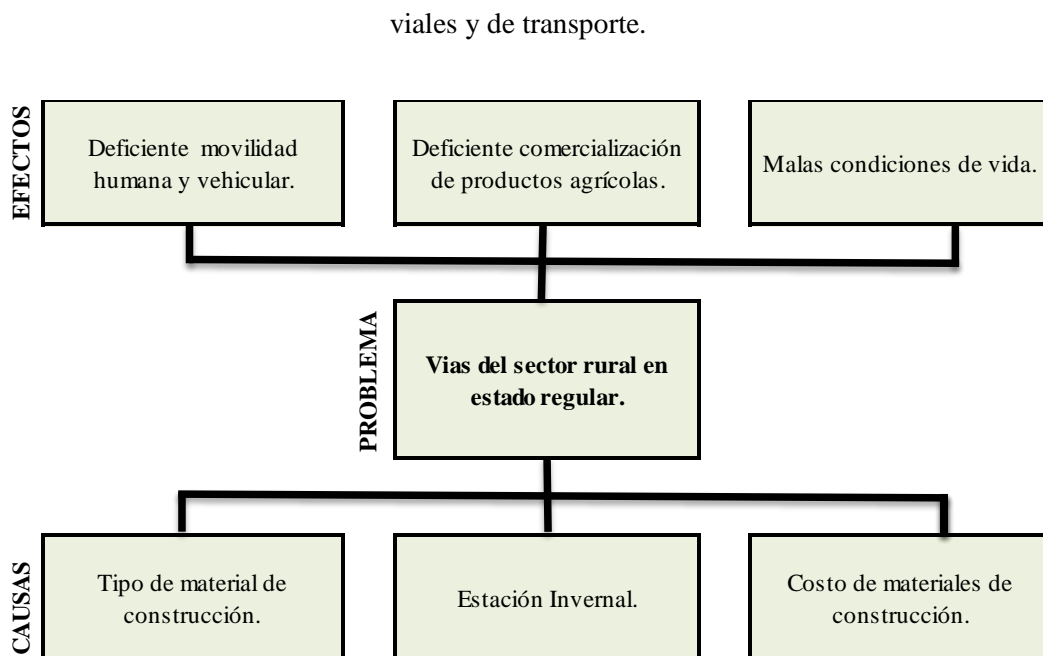 viales y de transporte.
EFECTOS
Deficiente movilidad
humana y vehicular.
Deficiente comercialización
de productos agrícolas.
Malas condiciones de vida.
PROBLEMA
Vias del sector rural en
estado regular.
CAUSAS
Tipo de material de
construcción.
Estación Invernal.
Costo de materiales de
construcción.